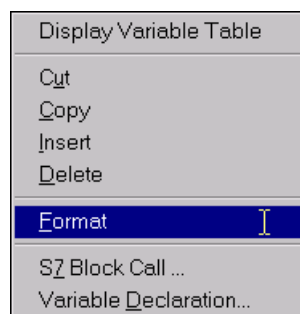 Display Variable Table
Cut
Copy
Insert
Delete
Format
S7 Block Call ...
Variable Declaration...